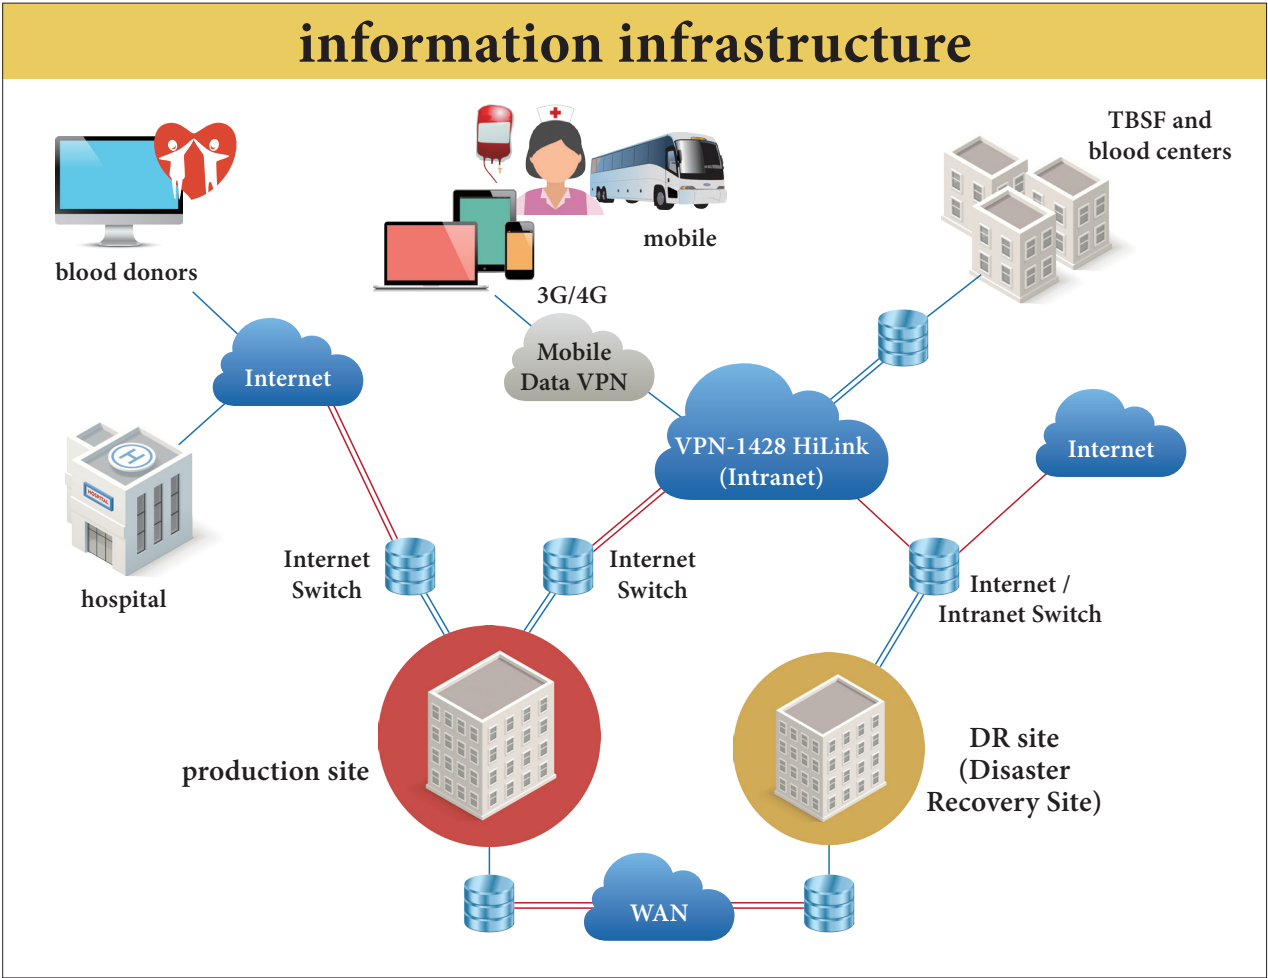 information infrastructure
TBSF and
blood centers
mobile
blood donors
3G/4G
Mobile
Data VPN
Internet
VPN-1428 HiLink
(Intranet)
Internet
H
HOSPITAL
hospital
Internet
Switch
Internet
Switch
Internet /
Intranet Switch
production site
DR site
(Disaster
Recovery Site)
WAN